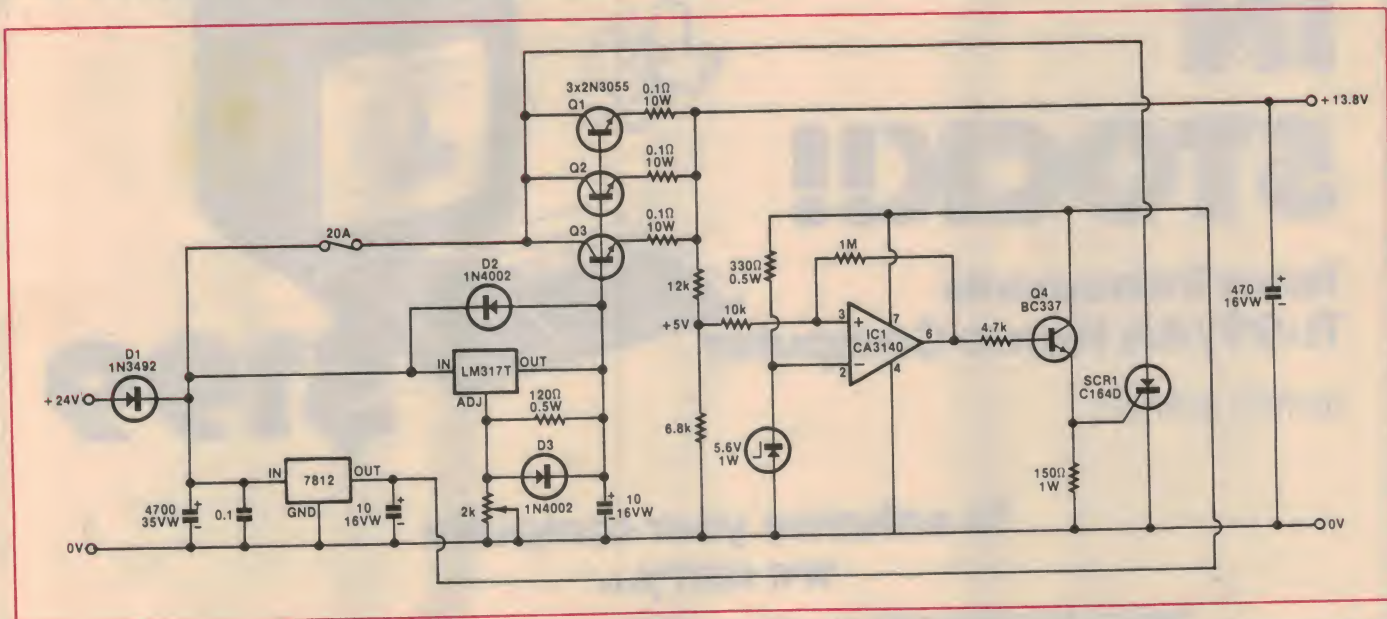 3x2N3055
Q1
0.1Ω
10W
+13.8V
Q2
0.1Ω
10W
Q3
0.1Ω
10W
20A
D2
1N4002
12k
330Ω
0.5W
1M
470
16VW
+
-
Q4
BC337
+5V
10k
3
+
7
IC1
CA3140
6
4.7k
2
-
4
SCR1
C164D
D1
1N3492
+24V
IN
LM317T
OUT
ADJ
120Ω
0.5W
D3
1N4002
6.8k
5.6V
1W
150Ω
1W
IN
7812
OUT
GND
4700
35VW
+
-
0.1
10
16VW
+
-
2k
10
16VW
+
-
0V
0V